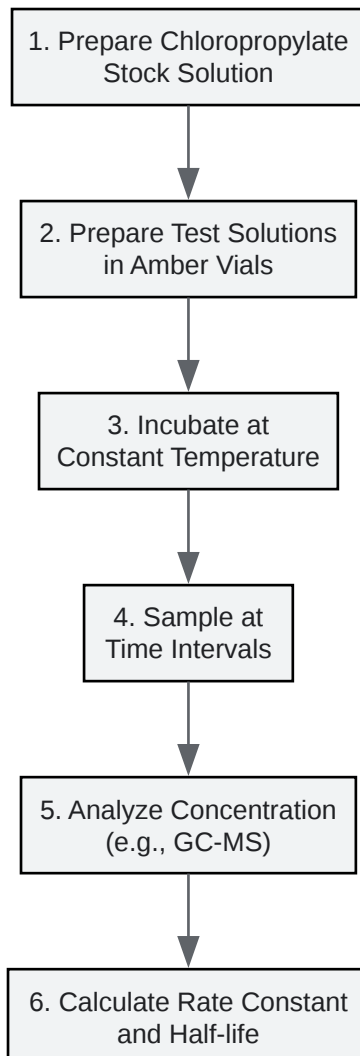 1. Prepare Chloropropylate
Stock Solution
2. Prepare Test Solutions
in Amber Vials
3. Incubate at
Constant Temperature
4. Sample at
Time Intervals
5. Analyze Concentration
(e.g., GC-MS)
6. Calculate Rate Constant
and Half-life